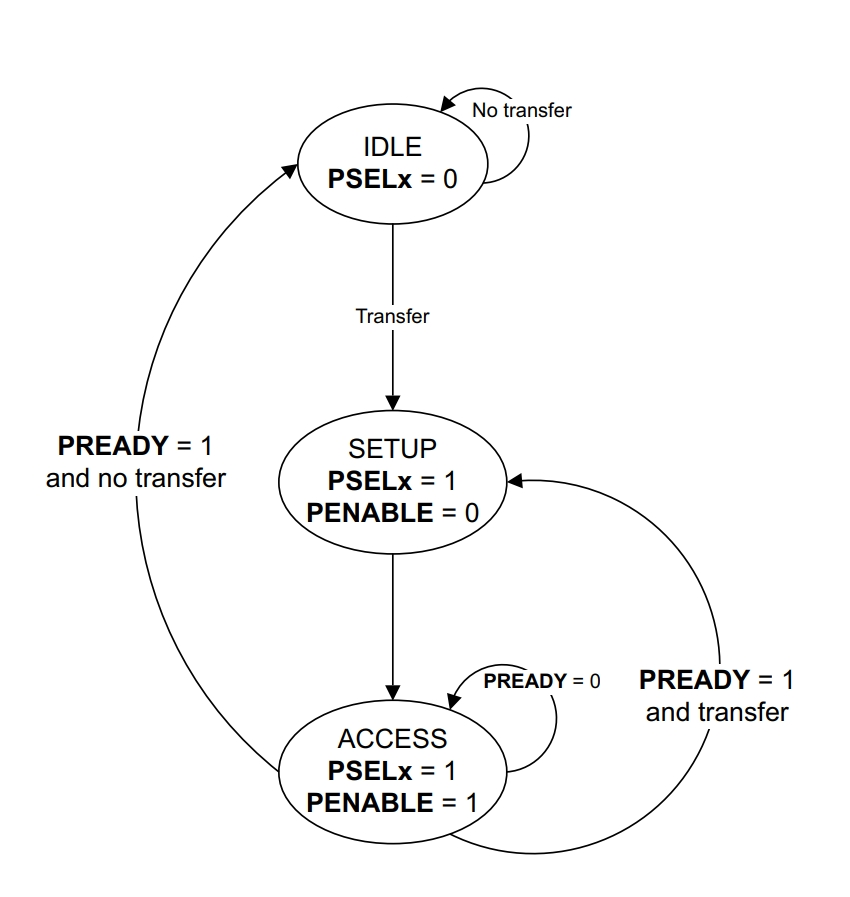 No transfer
IDLE
PSELx = 0
Transfer
PREADY = 1
and no transfer
SETUP
PSELx = 1
PENABLE = 0
PREADY = 0
PREADY = 1
and transfer
ACCESS
PSELx = 1
PENABLE = 1